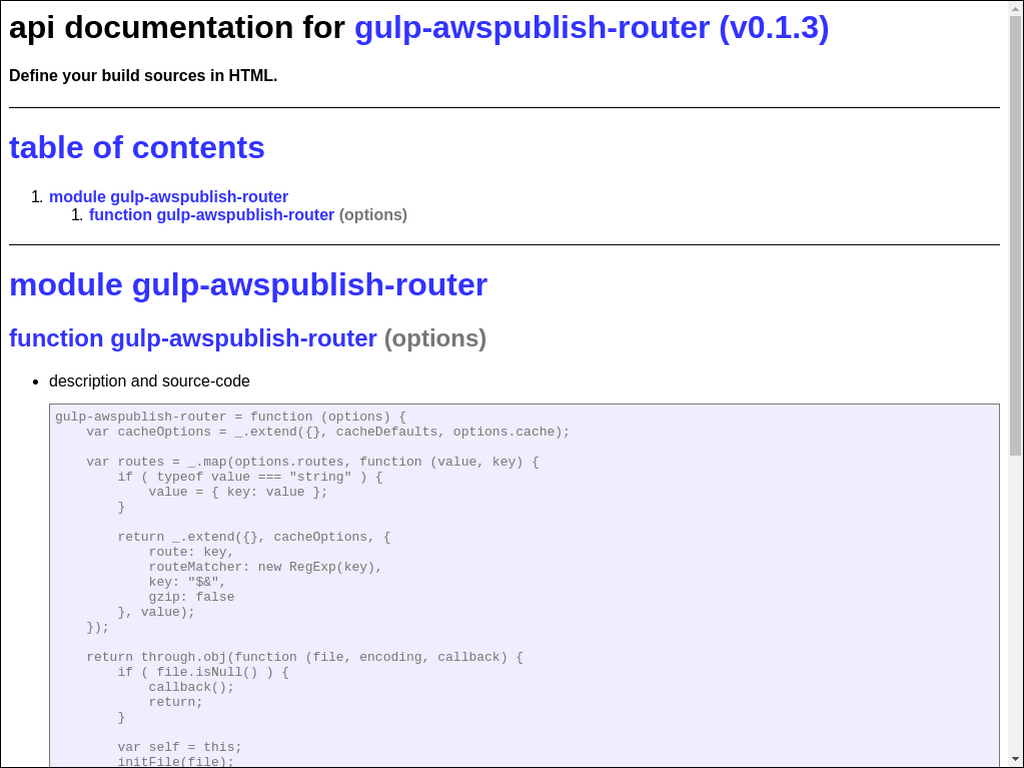 api documentation for gulp-awspublish-router (v0.1.3)
Define your build sources in HTML.
table of contents
1. module gulp-awspublish-router
1. function gulp-awspublish-router (options)
module gulp-awspublish-router
function gulp-awspublish-router (options)
• description and source-code
gulp-awspublish-router = function (options) {
    var cacheOptions = _.extend({}, cacheDefaults, options.cache);
    var routes = _.map(options.routes, function (value, key) {
        if ( typeof value === "string" ) {
            value = { key: value };
        }
        return _.extend({}, cacheOptions, {
            route: key,
            routeMatcher: new RegExp(key),
            key: "$&",
            gzip: false
        }, value);
    });
    return through.obj(function (file, encoding, callback) {
        if ( file.isNull() ) {
            callback();
            return;
        }
        var self = this;
        initFile(file);